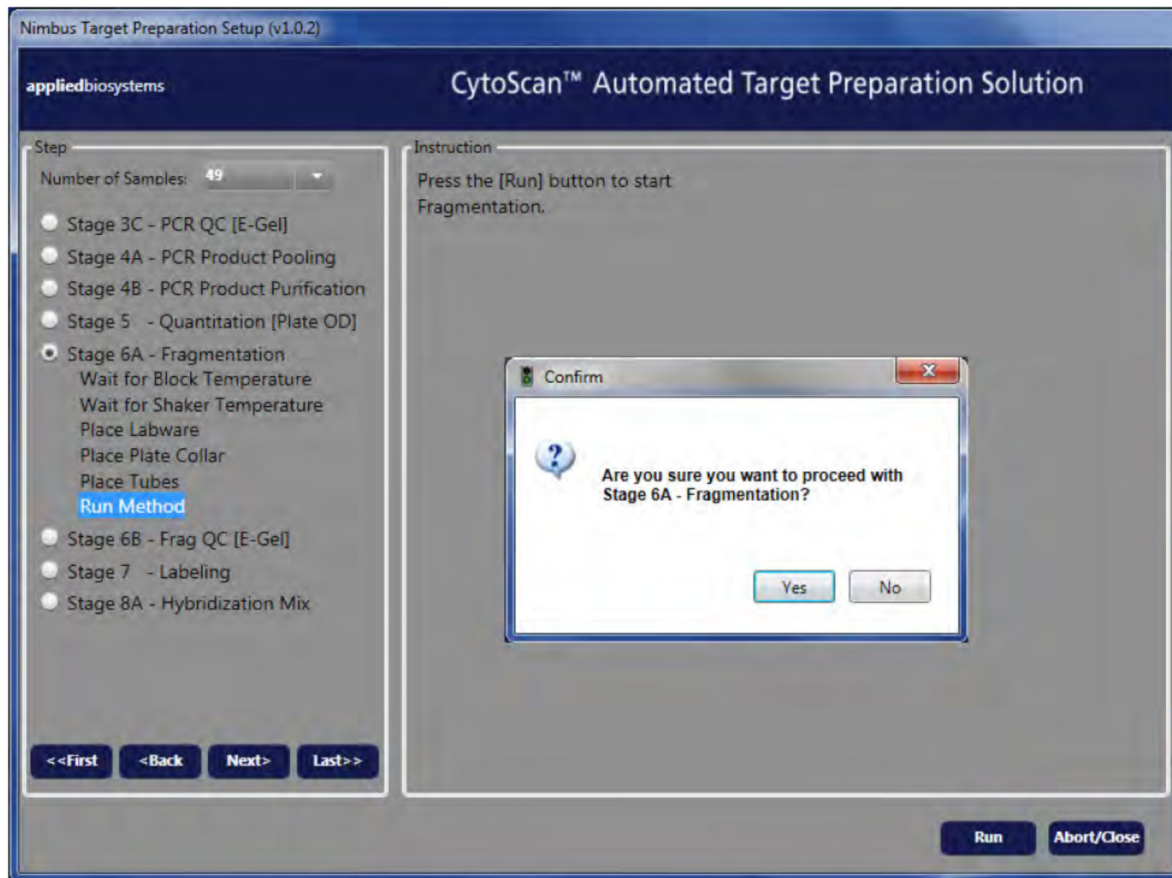 Nimbus Target Preparation Setup (v1.0.2)
appliedbiosystems
CytoScan™ Automated Target Preparation Solution
Step
Number of Samples: 49
Stage 3C - PCR QC [E-Gel]
Stage 4A - PCR Product Pooling
Stage 4B - PCR Product Purification
Stage 5 - Quantitation [Plate OD]
Stage 6A - Fragmentation
Wait for Block Temperature
Wait for Shaker Temperature
Place Labware
Place Plate Collar
Place Tubes
Run Method
Stage 6B - Frag QC [E-Gel]
Stage 7 - Labeling
Stage 8A - Hybridization Mix
<<First <Back Next> Last>>
Instruction
Press the [Run] button to start
Fragmentation.
Confirm
Are you sure you want to proceed with
Stage 6A - Fragmentation?
Yes No
Run Abort/Close